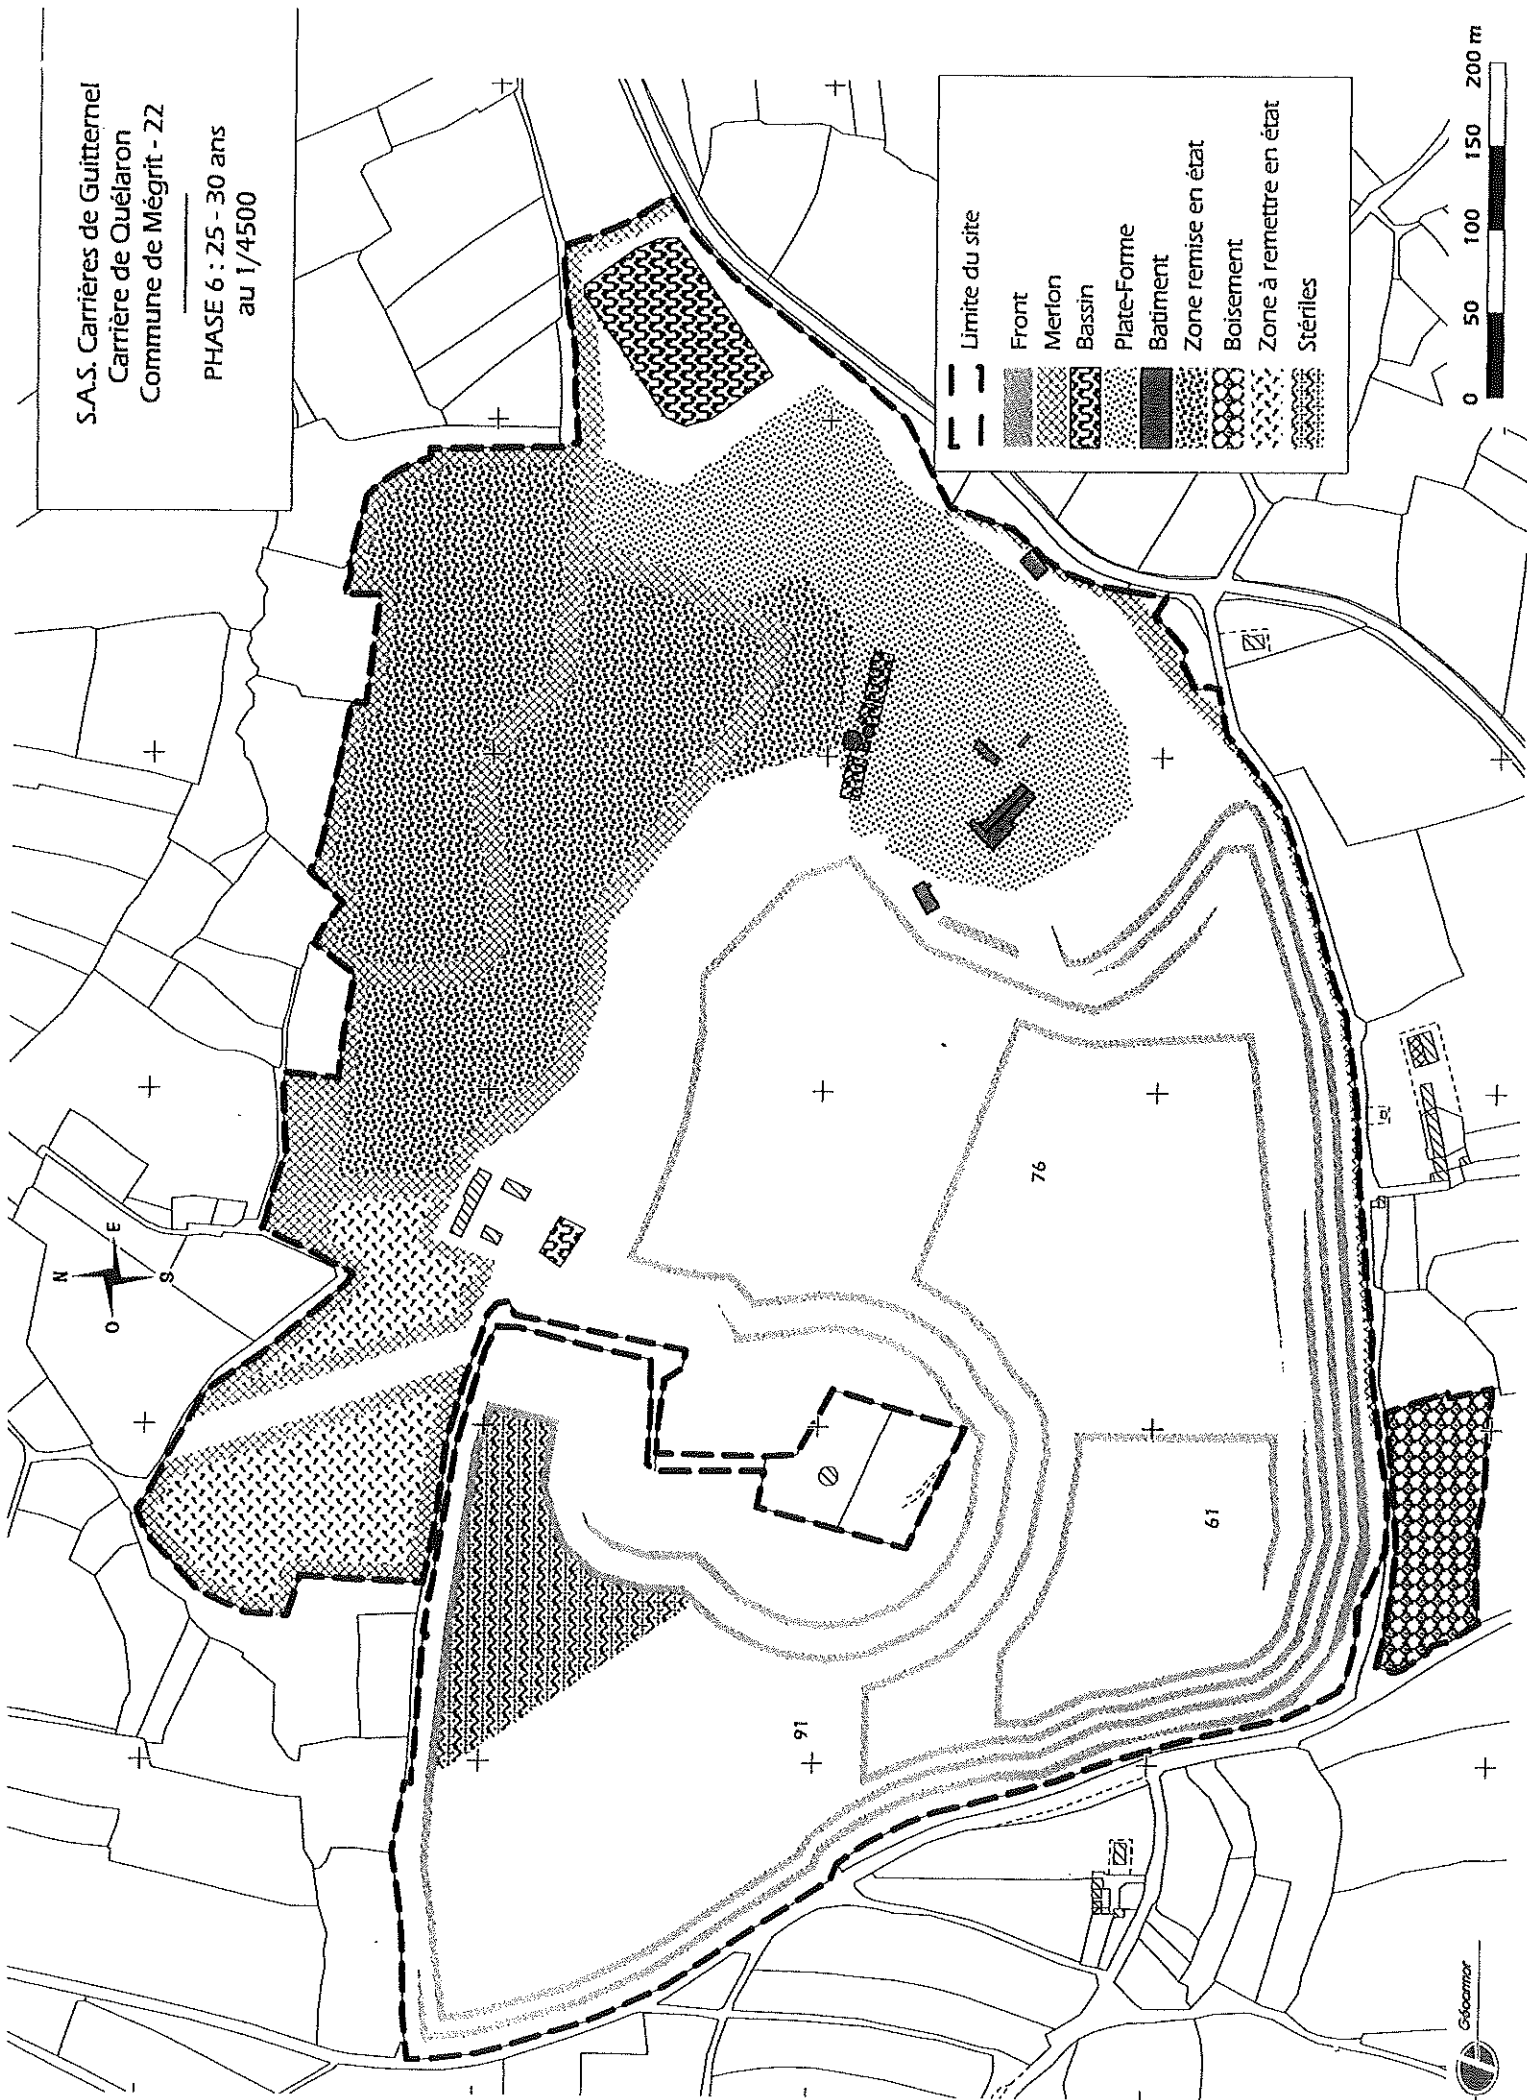 S.A.S. Carrières de Guitternel
Carrière de Quélaron
Commune de Mégrit - 22
PHASE 6 : 25 - 30 ans
au 1/4500
N
O
E
S
76
91
61
Limite du site
Front
Merlon
Bassin
Plate-Forme
Batiment
Zone remise en état
Boisement
Zone à remettre en état
Stériles
0 50 100 150 200 m
Géoarmor